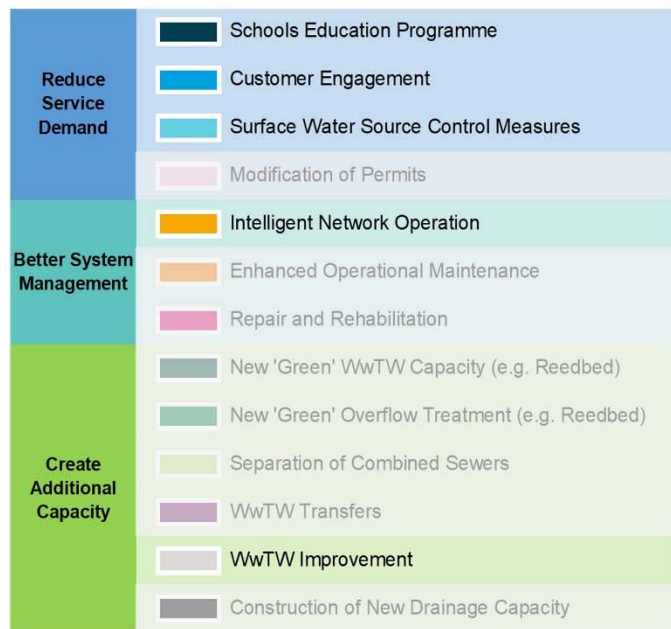 Reduce
Service
Demand
Schools Education Programme
Customer Engagement
Surface Water Source Control Measures
Modification of Permits
Better System
Management
Intelligent Network Operation
Enhanced Operational Maintenance
Repair and Rehabilitation
Create
Additional
Capacity
New 'Green' WwTW Capacity (e.g. Reedbed)
New 'Green' Overflow Treatment (e.g. Reedbed)
Separation of Combined Sewers
WwTW Transfers
WwTW Improvement
Construction of New Drainage Capacity